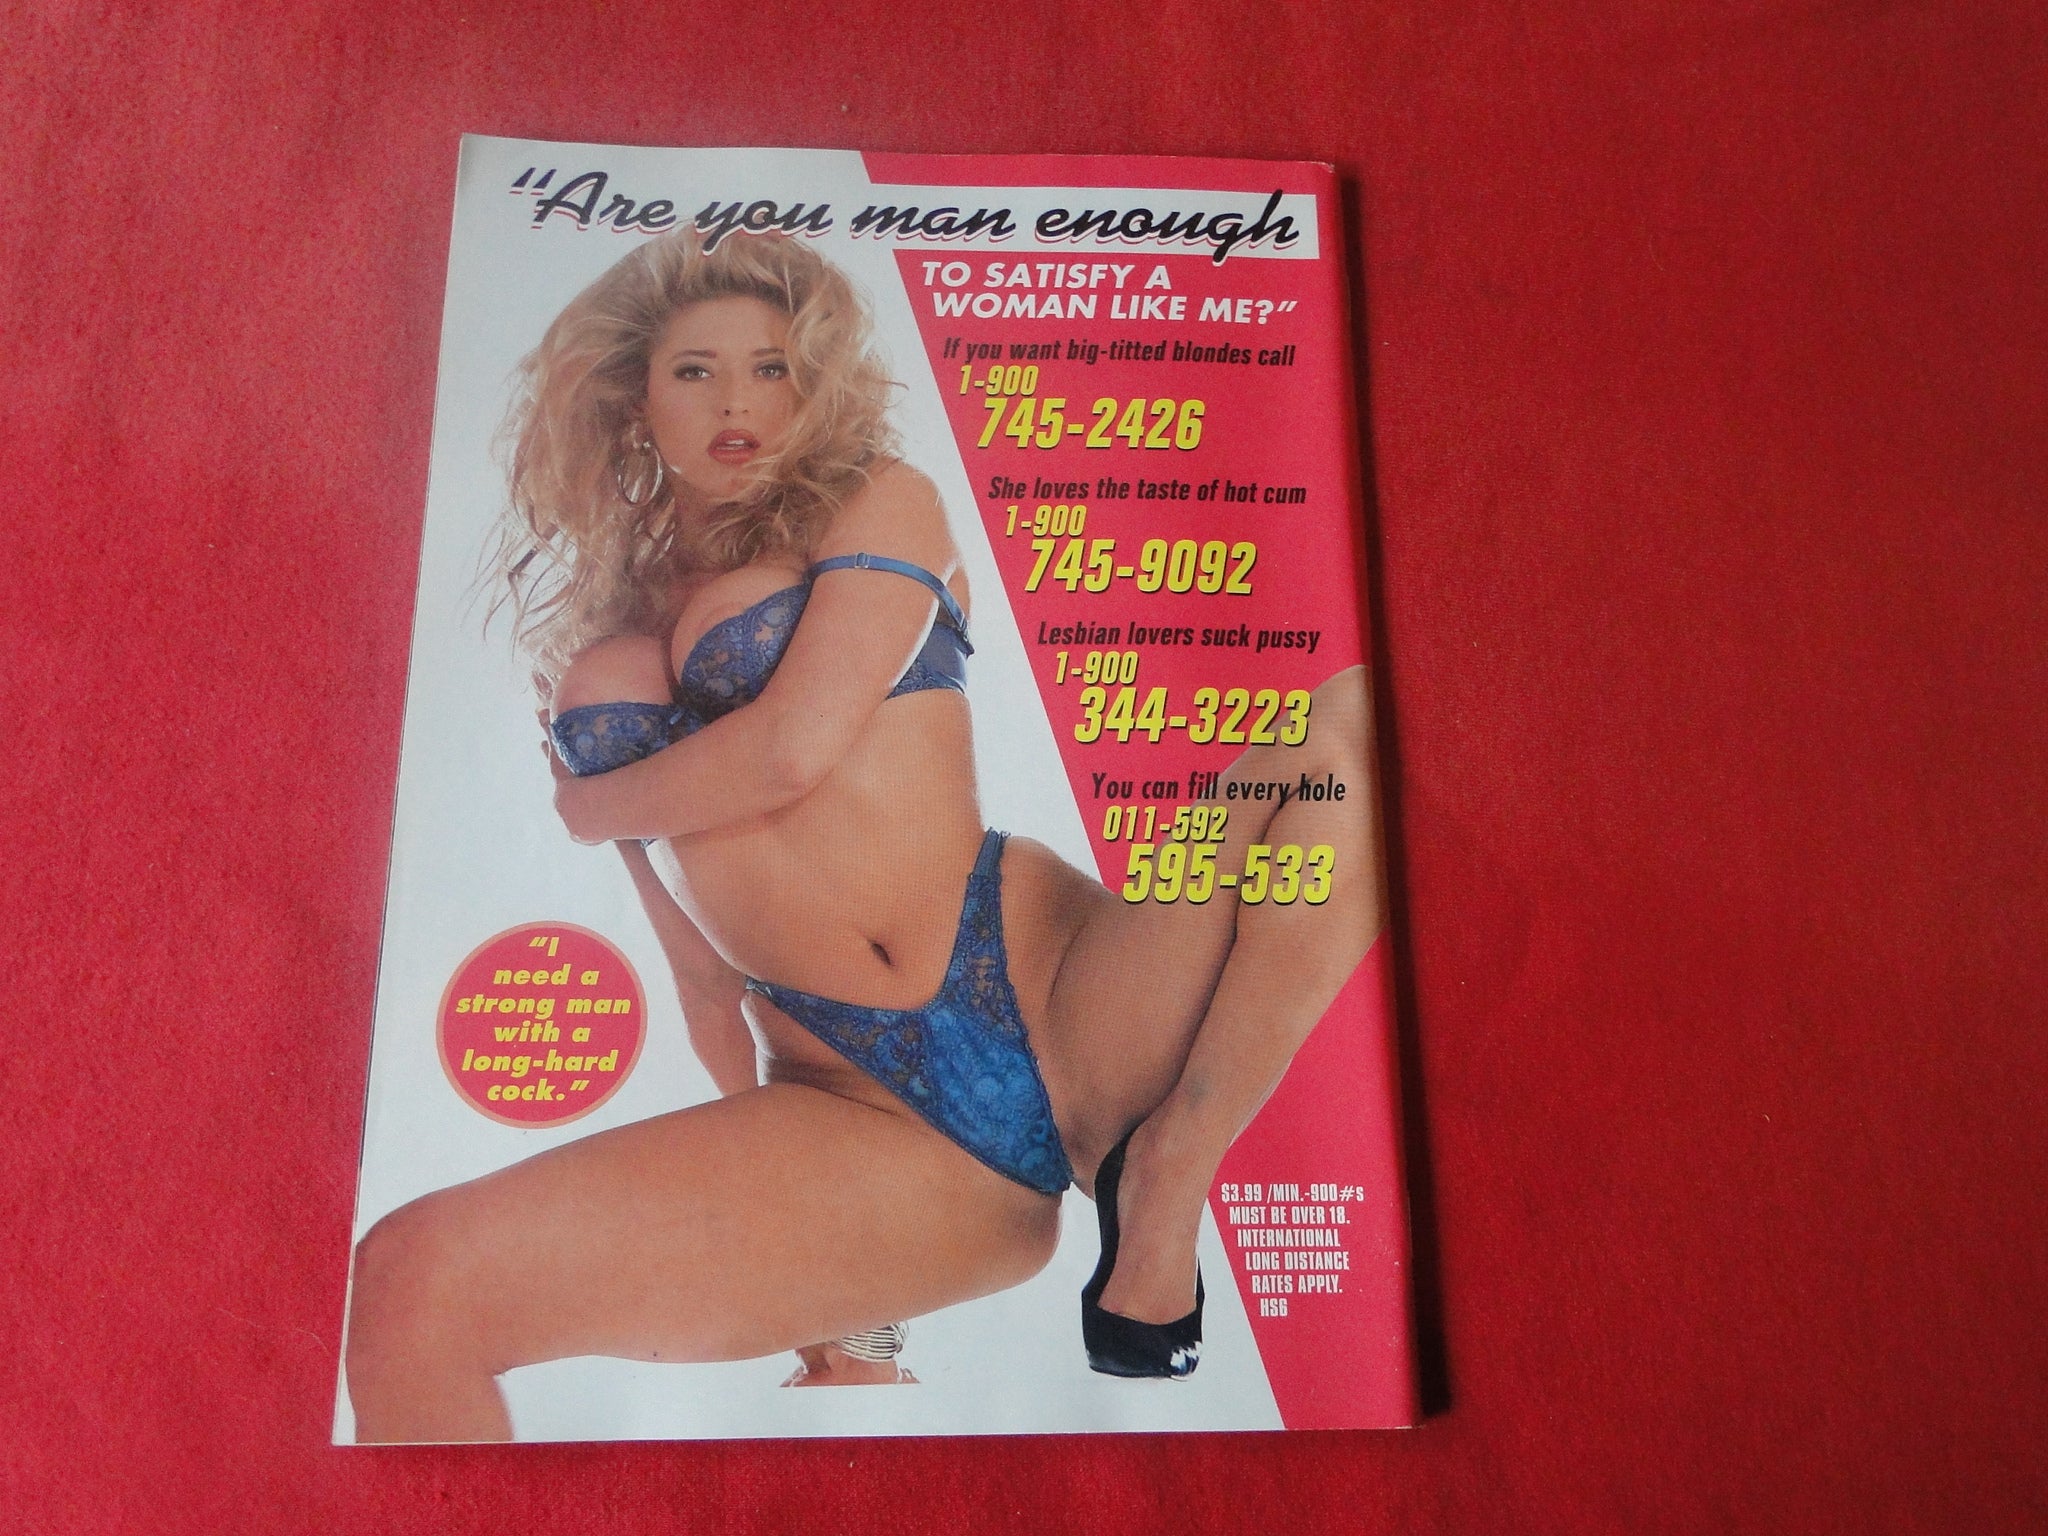 "Are you man enough
TO SATISFY A
WOMAN LIKE ME?"
If you want big-titted blondes call
1-900
745-2426
She loves the taste of hot cum
1-900
745-9092
Lesbian lovers suck pussy
1-900
344-3223
You can fill every hole
011-592
595-533
"I
need a
strong man
with a
long-hard
cock."
$3.99 /MIN.-900#s
MUST BE OVER 18.
INTERNATIONAL
LONG DISTANCE
RATES APPLY.
HS6